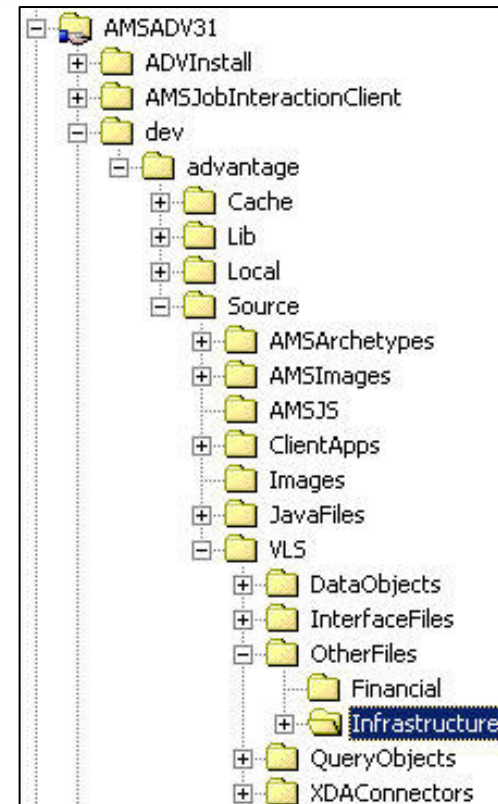 AMSADV31
ADVInstall
AMSJobInteractionClient
dev
advantage
Cache
Lib
Local
Source
AMSArchetypes
AMSImages
AMSJS
ClientApps
Images
JavaFiles
VLS
DataObjects
InterfaceFiles
OtherFiles
Financial
Infrastructure
QueryObjects
XDAConnectors